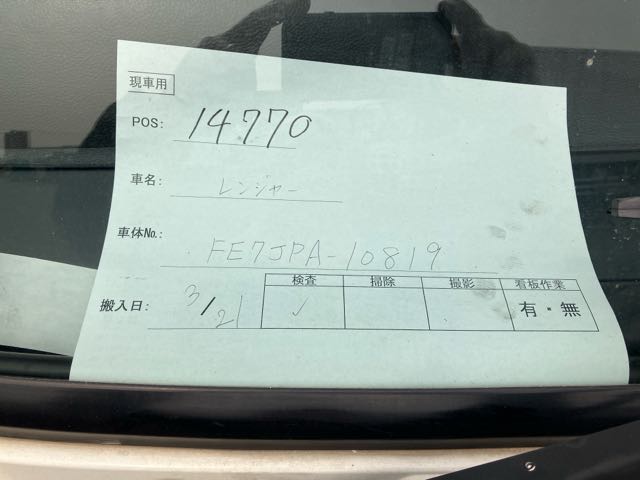 現車用
POS: 14770
車名: レンジャー
車体No.: FE7JPA-10819
搬入日: 3/21
検査 掃除 撮影 看板作業
✓ 有・無